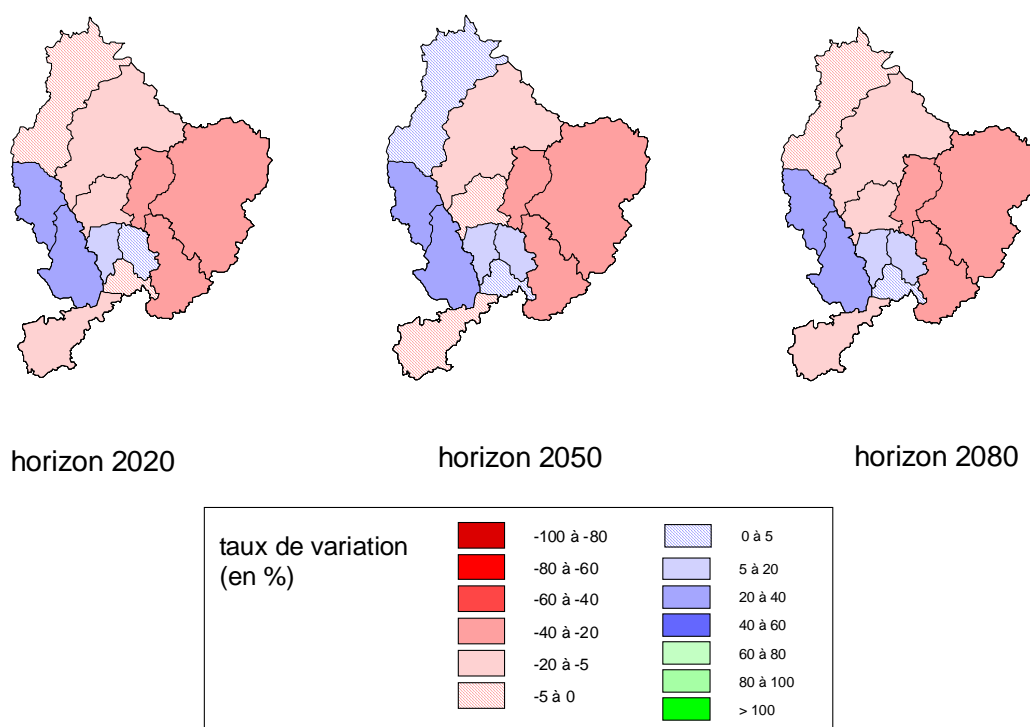 horizon 2020
horizon 2050
horizon 2080
taux de variation
(en %)
-100 à -80
-80 à -60
-60 à -40
-40 à -20
-20 à -5
-5 à 0
0 à 5
5 à 20
20 à 40
40 à 60
60 à 80
80 à 100
> 100